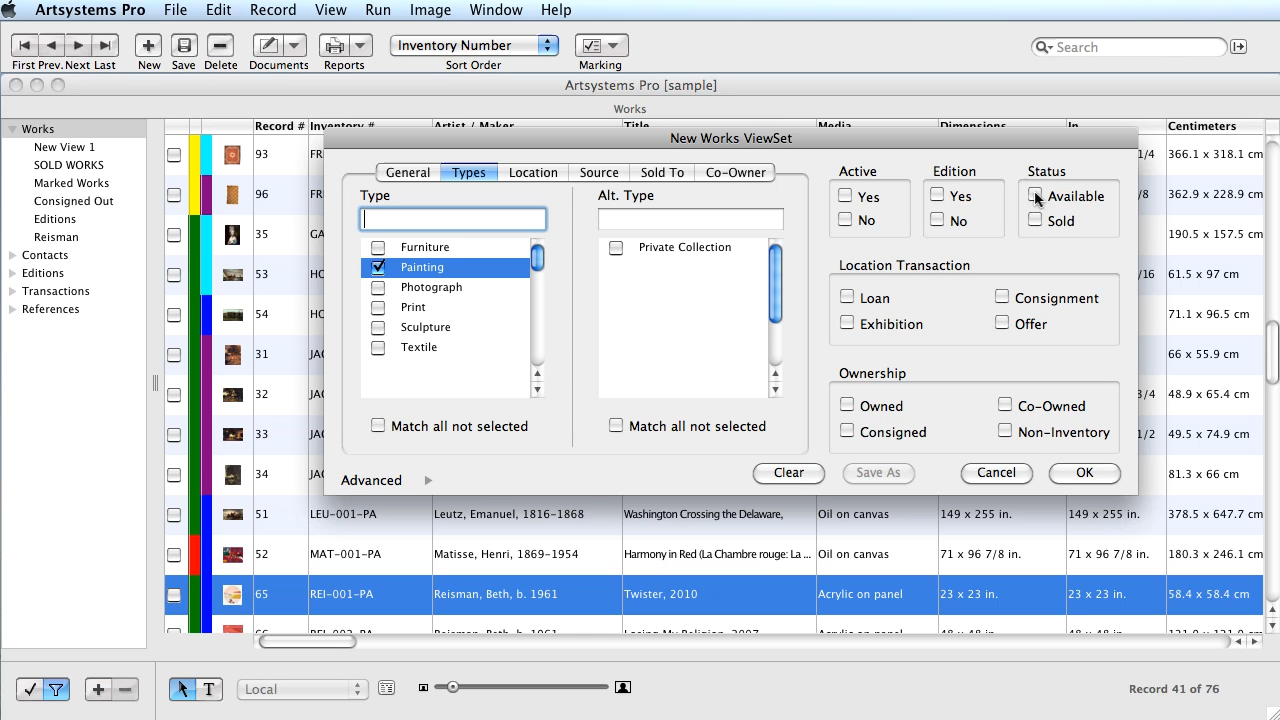 Artsystems Pro File Edit Record View Run Image Window Help
First Prev. Next Last New Save Delete Documents Reports Inventory Number Sort Order Marking Search
Artsystems Pro [sample]
Works
Works
New View 1
SOLD WORKS
Marked Works
Consigned Out
Editions
Reisman
Contacts
Editions
Transactions
References
Record # Inventory # Artist / Maker Title Media Dimensions In Centimeters
93 FR 1/4 366.1 x 318.1 cm
96 FR /8 362.9 x 228.9 cm
35 GA 190.5 x 157.5 cm
53 HO /16 61.5 x 97 cm
54 HO 71.1 x 96.5 cm
31 JAC 66 x 55.9 cm
32 JAC 3/4 48.9 x 65.4 cm
33 JAC 1/2 49.5 x 74.9 cm
34 JAC 81.3 x 66 cm
51 LEU-001-PA Leutz, Emanuel, 1816-1868 Washington Crossing the Delaware, Oil on canvas 149 x 255 in. 149 x 255 in. 378.5 x 647.7 cm
52 MAT-001-PA Matisse, Henri, 1869-1954 Harmony in Red (La Chambre rouge: La ... Oil on canvas 71 x 96 7/8 in. 71 x 96 7/8 in. 180.3 x 246.1 cm
65 REI-001-PA Reisman, Beth, b. 1961 Twister, 2010 Acrylic on panel 23 x 23 in. 23 x 23 in. 58.4 x 58.4 cm
New Works ViewSet
General Types Location Source Sold To Co-Owner
Type
Furniture
Painting
Photograph
Print
Sculpture
Textile
Match all not selected
Alt. Type
Private Collection
Match all not selected
Active
Yes
No
Edition
Yes
No
Status
Available
Sold
Location Transaction
Loan Consignment
Exhibition Offer
Ownership
Owned Co-Owned
Consigned Non-Inventory
Advanced Clear Save As Cancel OK
T Local Record 41 of 76